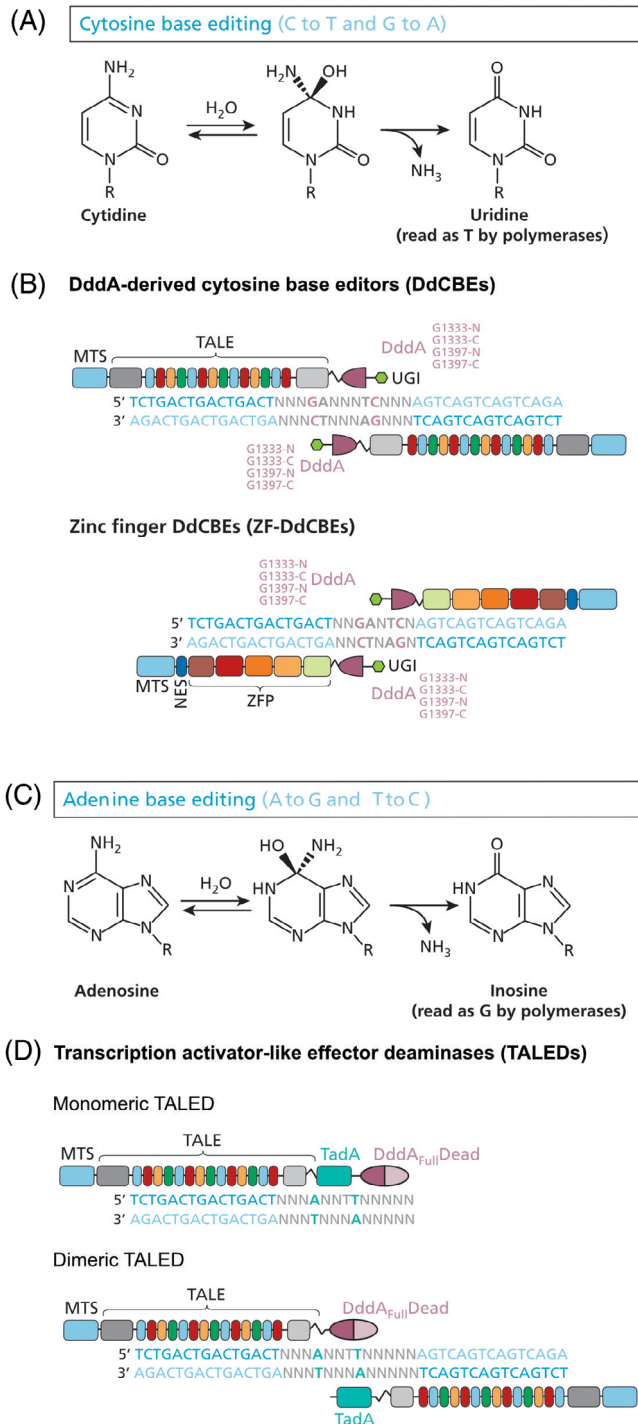 (A)
Cytosine base editing (C to T and G to A)
NH2
N
N
O
R
Cytidine
H2O
H2N
OH
NH
N
O
R
NH3
O
NH
N
O
R
Uridine
(read as T by polymerases)
(B) DddA-derived cytosine base editors (DdCBEs)
MTS
TALE
DddA
G1333-N
G1333-C
G1397-N
G1397-C
UGI
5′ TCTGACTGACTGACTNNNGANNNTCNNNAGTCAGTCAGTCAGA
3′ AGACTGACTGACTGANNNCTNNNAGNNNTCAGTCAGTCAGTCT
G1333-N
G1333-C
G1397-N
G1397-C
DddA
Zinc finger DdCBEs (ZF-DdCBEs)
G1333-N
G1333-C
G1397-N
G1397-C
DddA
5′ TCTGACTGACTGACTNNGANTCNAGTCAGTCAGTCAGA
3′ AGACTGACTGACTGANNCTNAGNTCAGTCAGTCAGTCT
MTS
NES
ZFP
UGI
DddA
G1333-N
G1333-C
G1397-N
G1397-C
(C)
Adenine base editing (A to G and T to C)
NH2
N
N
N
N
R
Adenosine
H2O
HO
NH2
HN
N
N
N
R
NH3
O
HN
N
N
N
R
Inosine
(read as G by polymerases)
(D) Transcription activator-like effector deaminases (TALEDs)
Monomeric TALED
MTS
TALE
TadA
DddAFullDead
5′ TCTGACTGACTGACTNNNANNTTNNNNN
3′ AGACTGACTGACTGANNNTNNNANNNNN
Dimeric TALED
MTS
TALE
DddAFullDead
5′ TCTGACTGACTGACTNNNANNTTNNNNNAGTCAGTCAGTCAGA
3′ AGACTGACTGACTGANNNTNNNANNNNNTCAGTCAGTCAGTCT
TadA